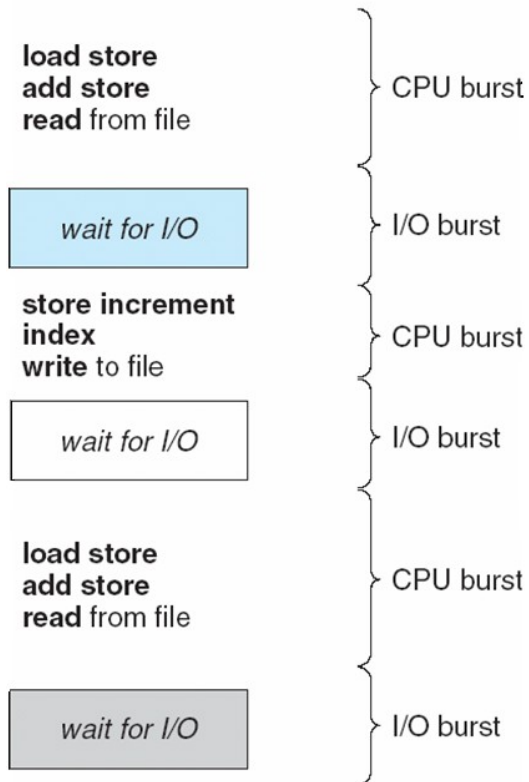 load store
add store
read from file
CPU burst
wait for I/O
I/O burst
store increment
index
write to file
CPU burst
wait for I/O
I/O burst
load store
add store
read from file
CPU burst
wait for I/O
I/O burst